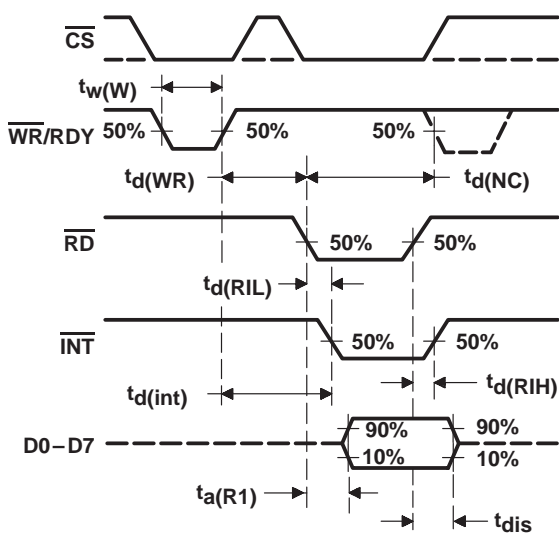 CS
tw(W)
WR/RDY 50% 50% 50%
td(WR) td(NC)
RD 50% 50%
td(RIL)
INT 50% 50%
td(int) td(RIH)
D0–D7 90% 90%
10% 10%
ta(R1) tdis